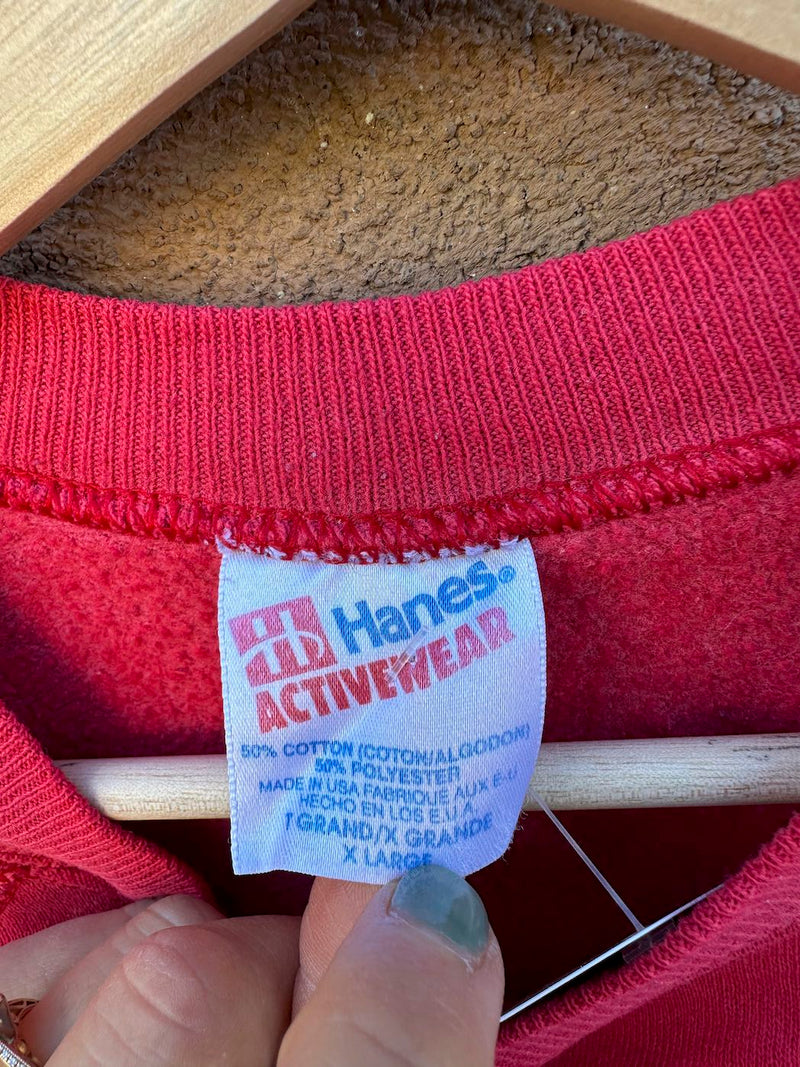 Hanes®
ACTIVEWEAR
50% COTTON (COTON/ALGODON)
50% POLYESTER
MADE IN USA FABRIQUE AUX E-U
HECHO EN LOS E.U.A.
T GRAND/X GRANDE
X LARGE